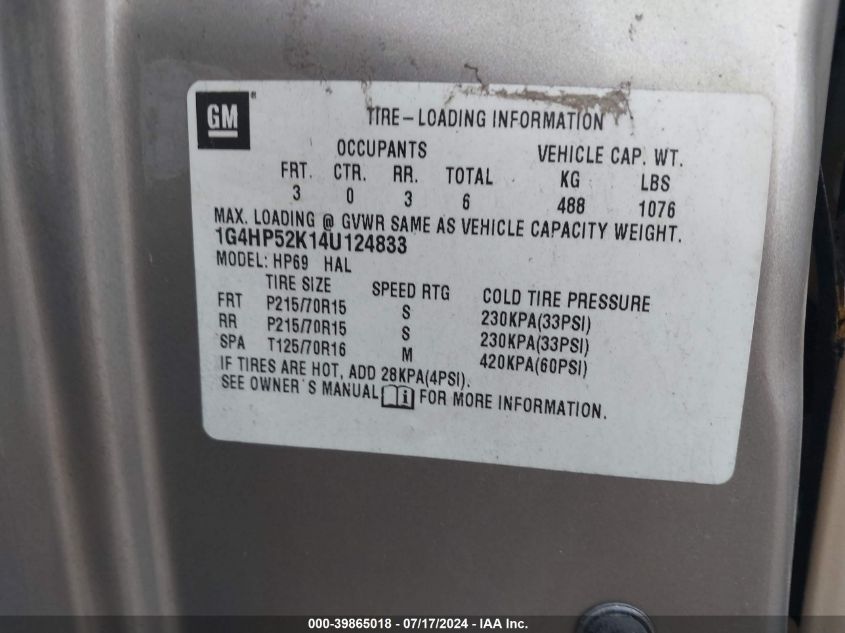 GM®
TIRE-LOADING INFORMATION
OCCUPANTS VEHICLE CAP. WT.
FRT. CTR. RR. TOTAL KG LBS
3 0 3 6 488 1076
MAX. LOADING @ GVWR SAME AS VEHICLE CAPACITY WEIGHT.
1G4HP52K14U124833
MODEL: HP69 HAL
TIRE SIZE SPEED RTG COLD TIRE PRESSURE
FRT P215/70R15 S 230KPA(33PSI)
RR P215/70R15 S 230KPA(33PSI)
SPA T125/70R16 M 420KPA(60PSI)
IF TIRES ARE HOT, ADD 28KPA(4PSI).
SEE OWNER'S MANUAL i FOR MORE INFORMATION.
000-39865018 - 07/17/2024 - IAA Inc.